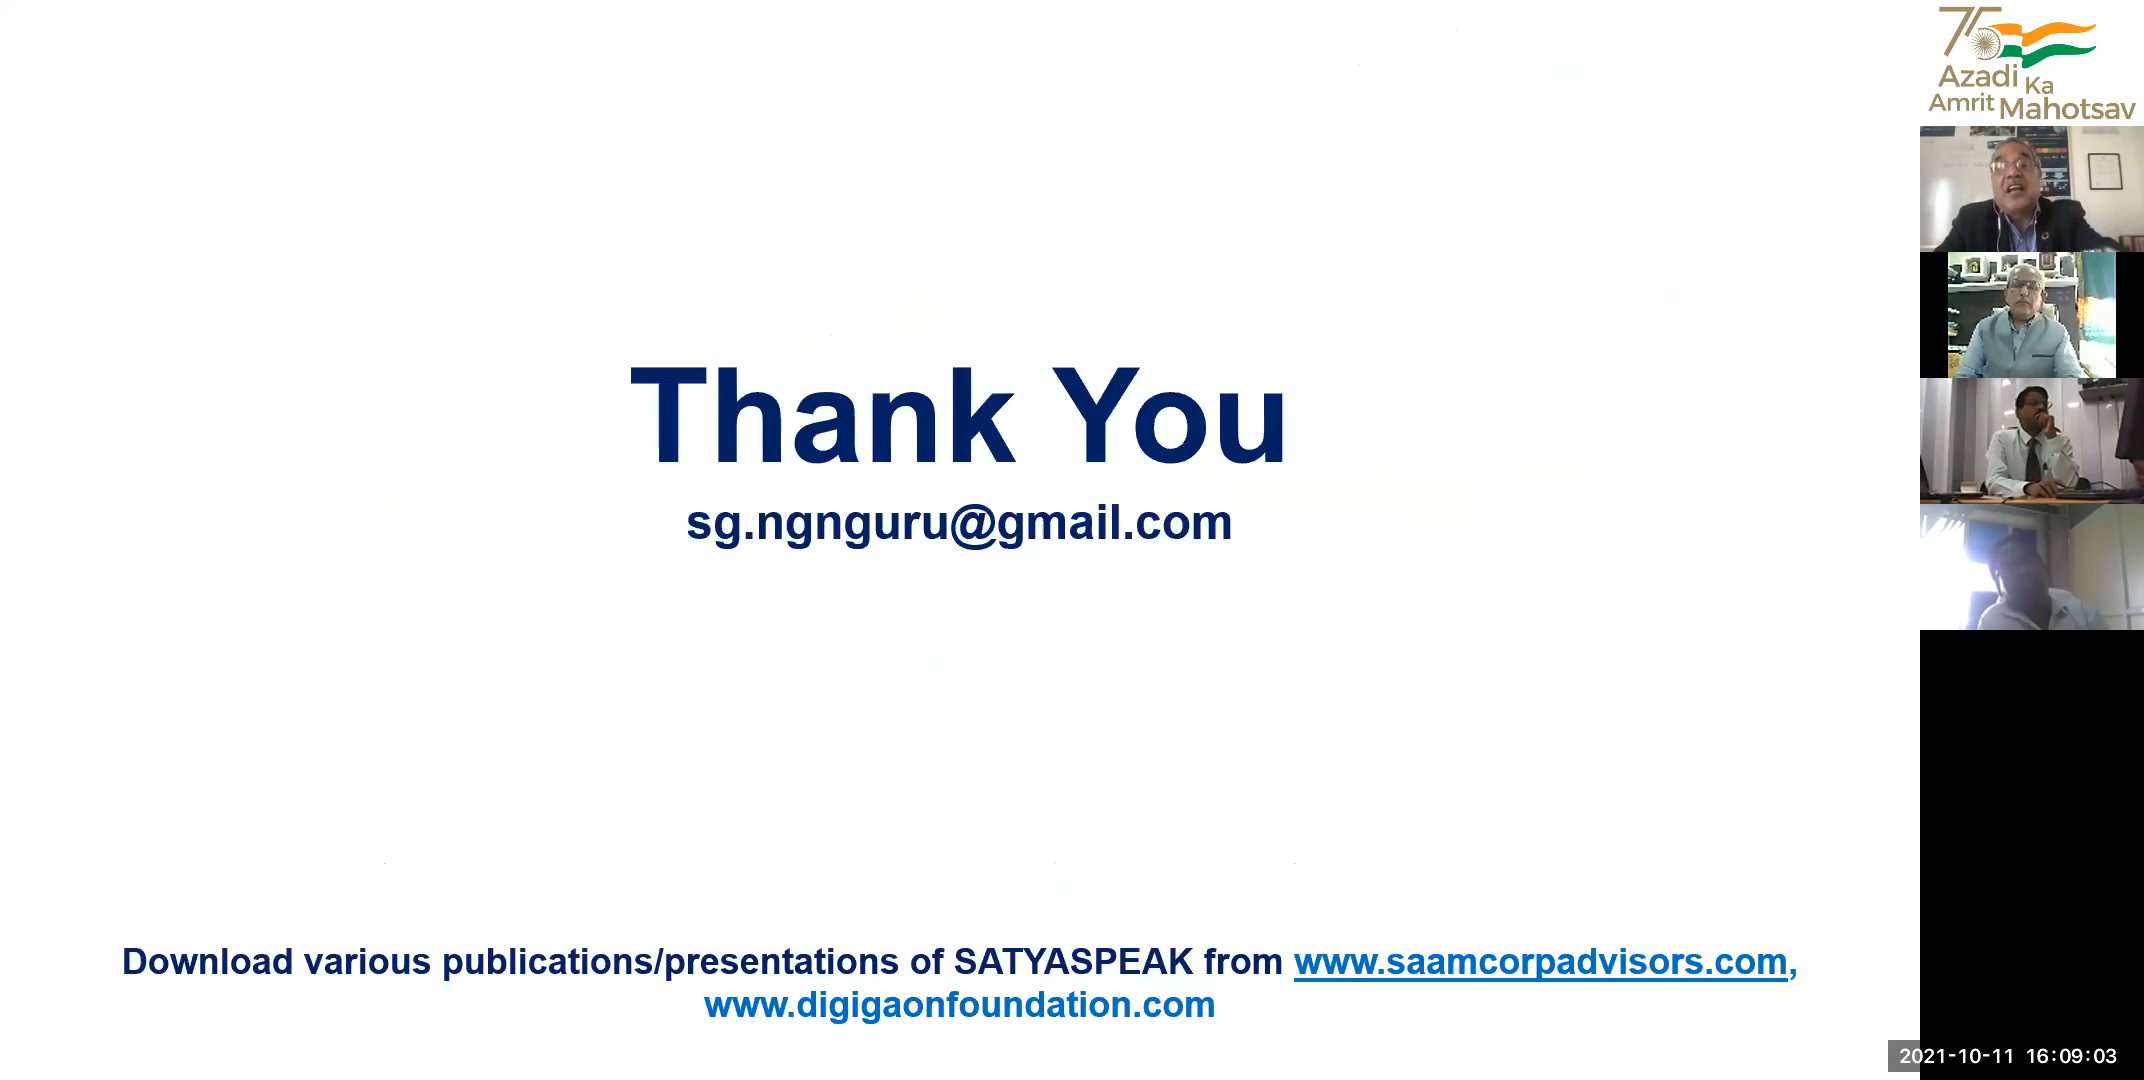 Thank You
sg.ngnguru@gmail.com
Download various publications/presentations of SATYASPEAK from www.saamcorpadvisors.com,
www.digigaonfoundation.com
75
Azadi Ka
Amrit Mahotsav
2021-10-11 16:09:03